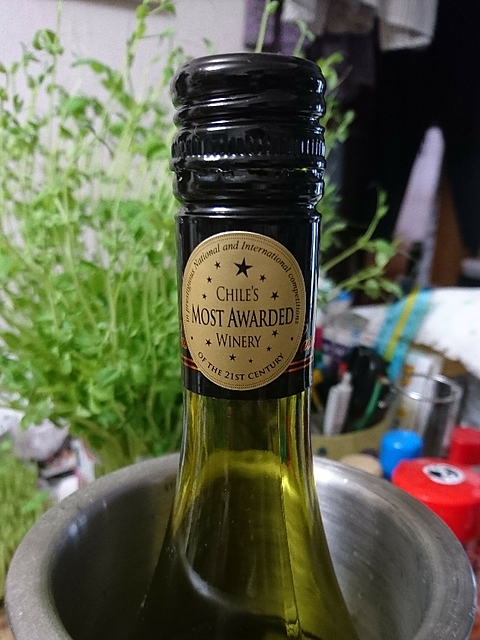 in prestigious National and International competitions
CHILE'S
MOST AWARDED
WINERY
OF THE 21ST CENTURY